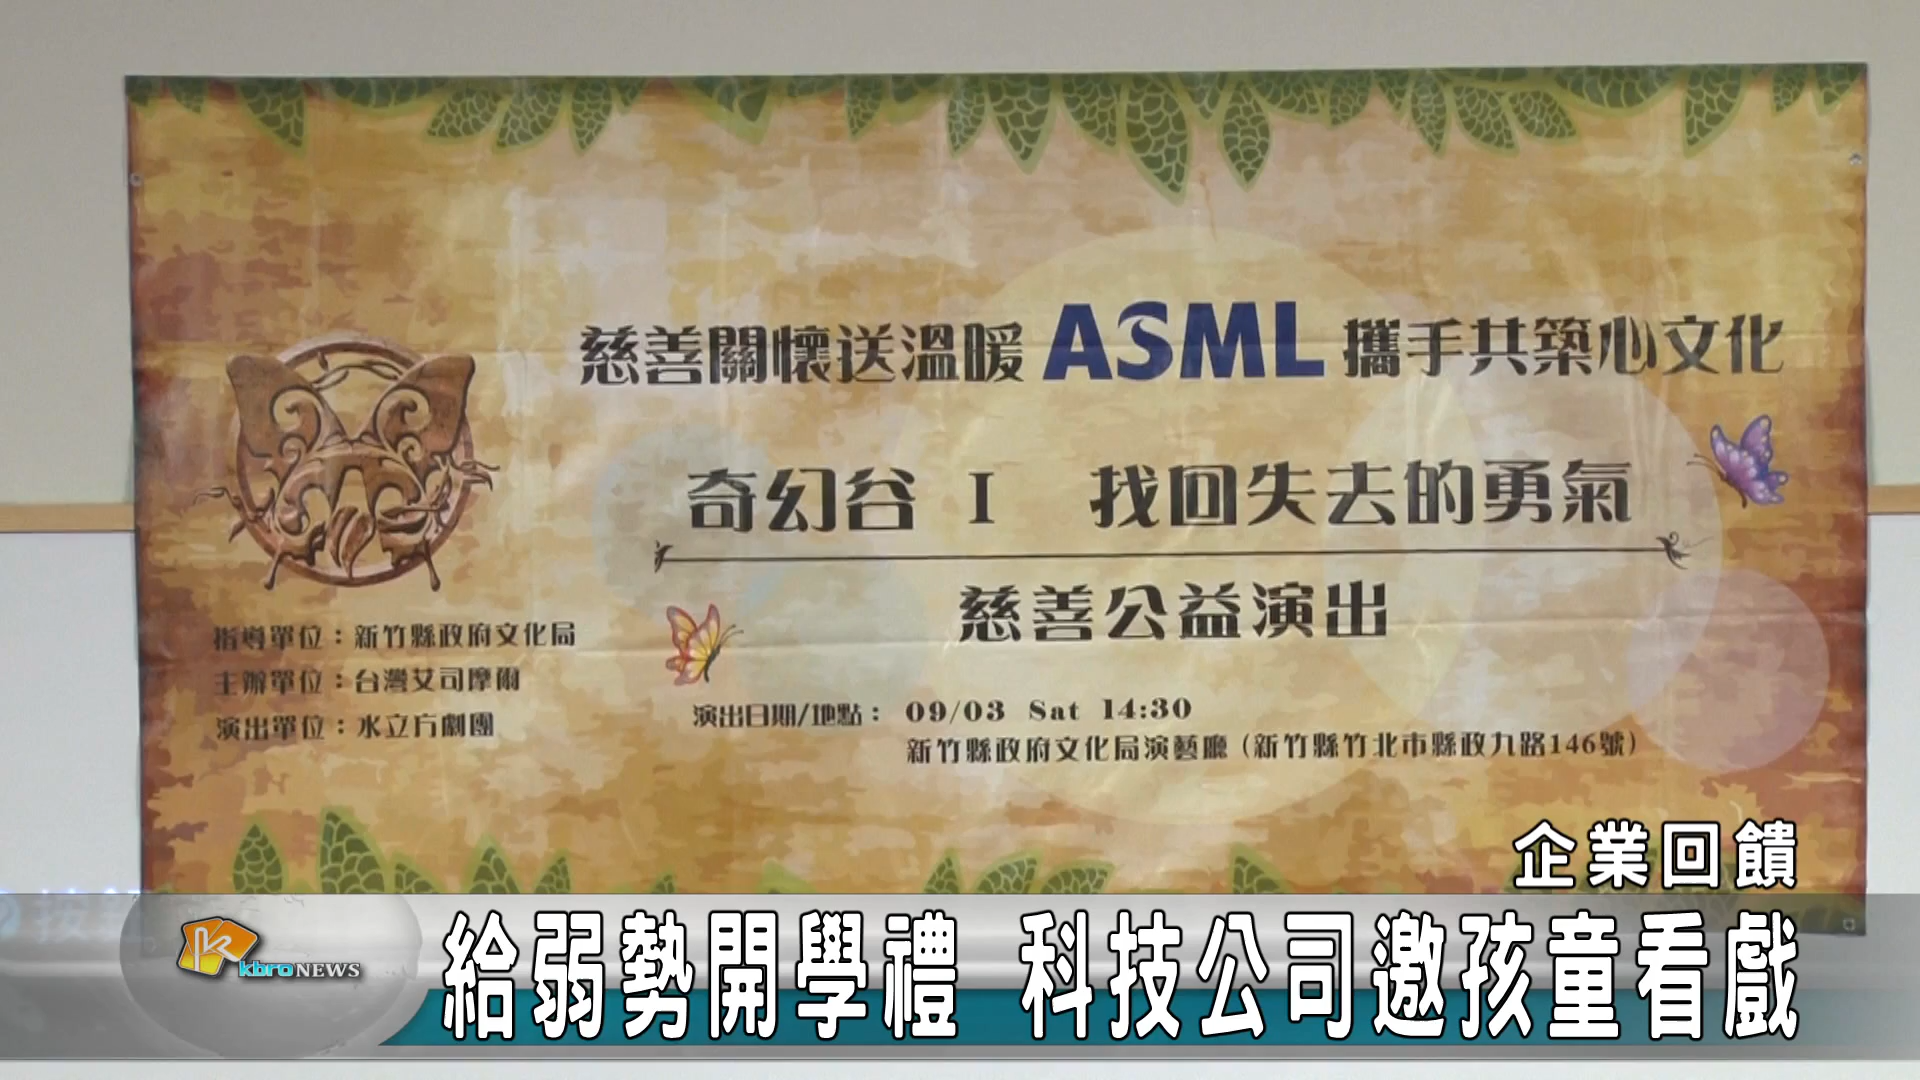 慈善關懷送溫暖 ASML 攜手共築心文化
奇幻谷 I 找回失去的勇氣
慈善公益演出
指導單位：新竹縣政府文化局
主辦單位：台灣艾司摩爾
演出單位：水立方劇團
演出日期/地點： 09/03 Sat 14:30
新竹縣政府文化局演藝廳（新竹縣竹北市縣政九路146號）
企業回饋
kbro NEWS
給弱勢開學禮 科技公司邀孩童看戲